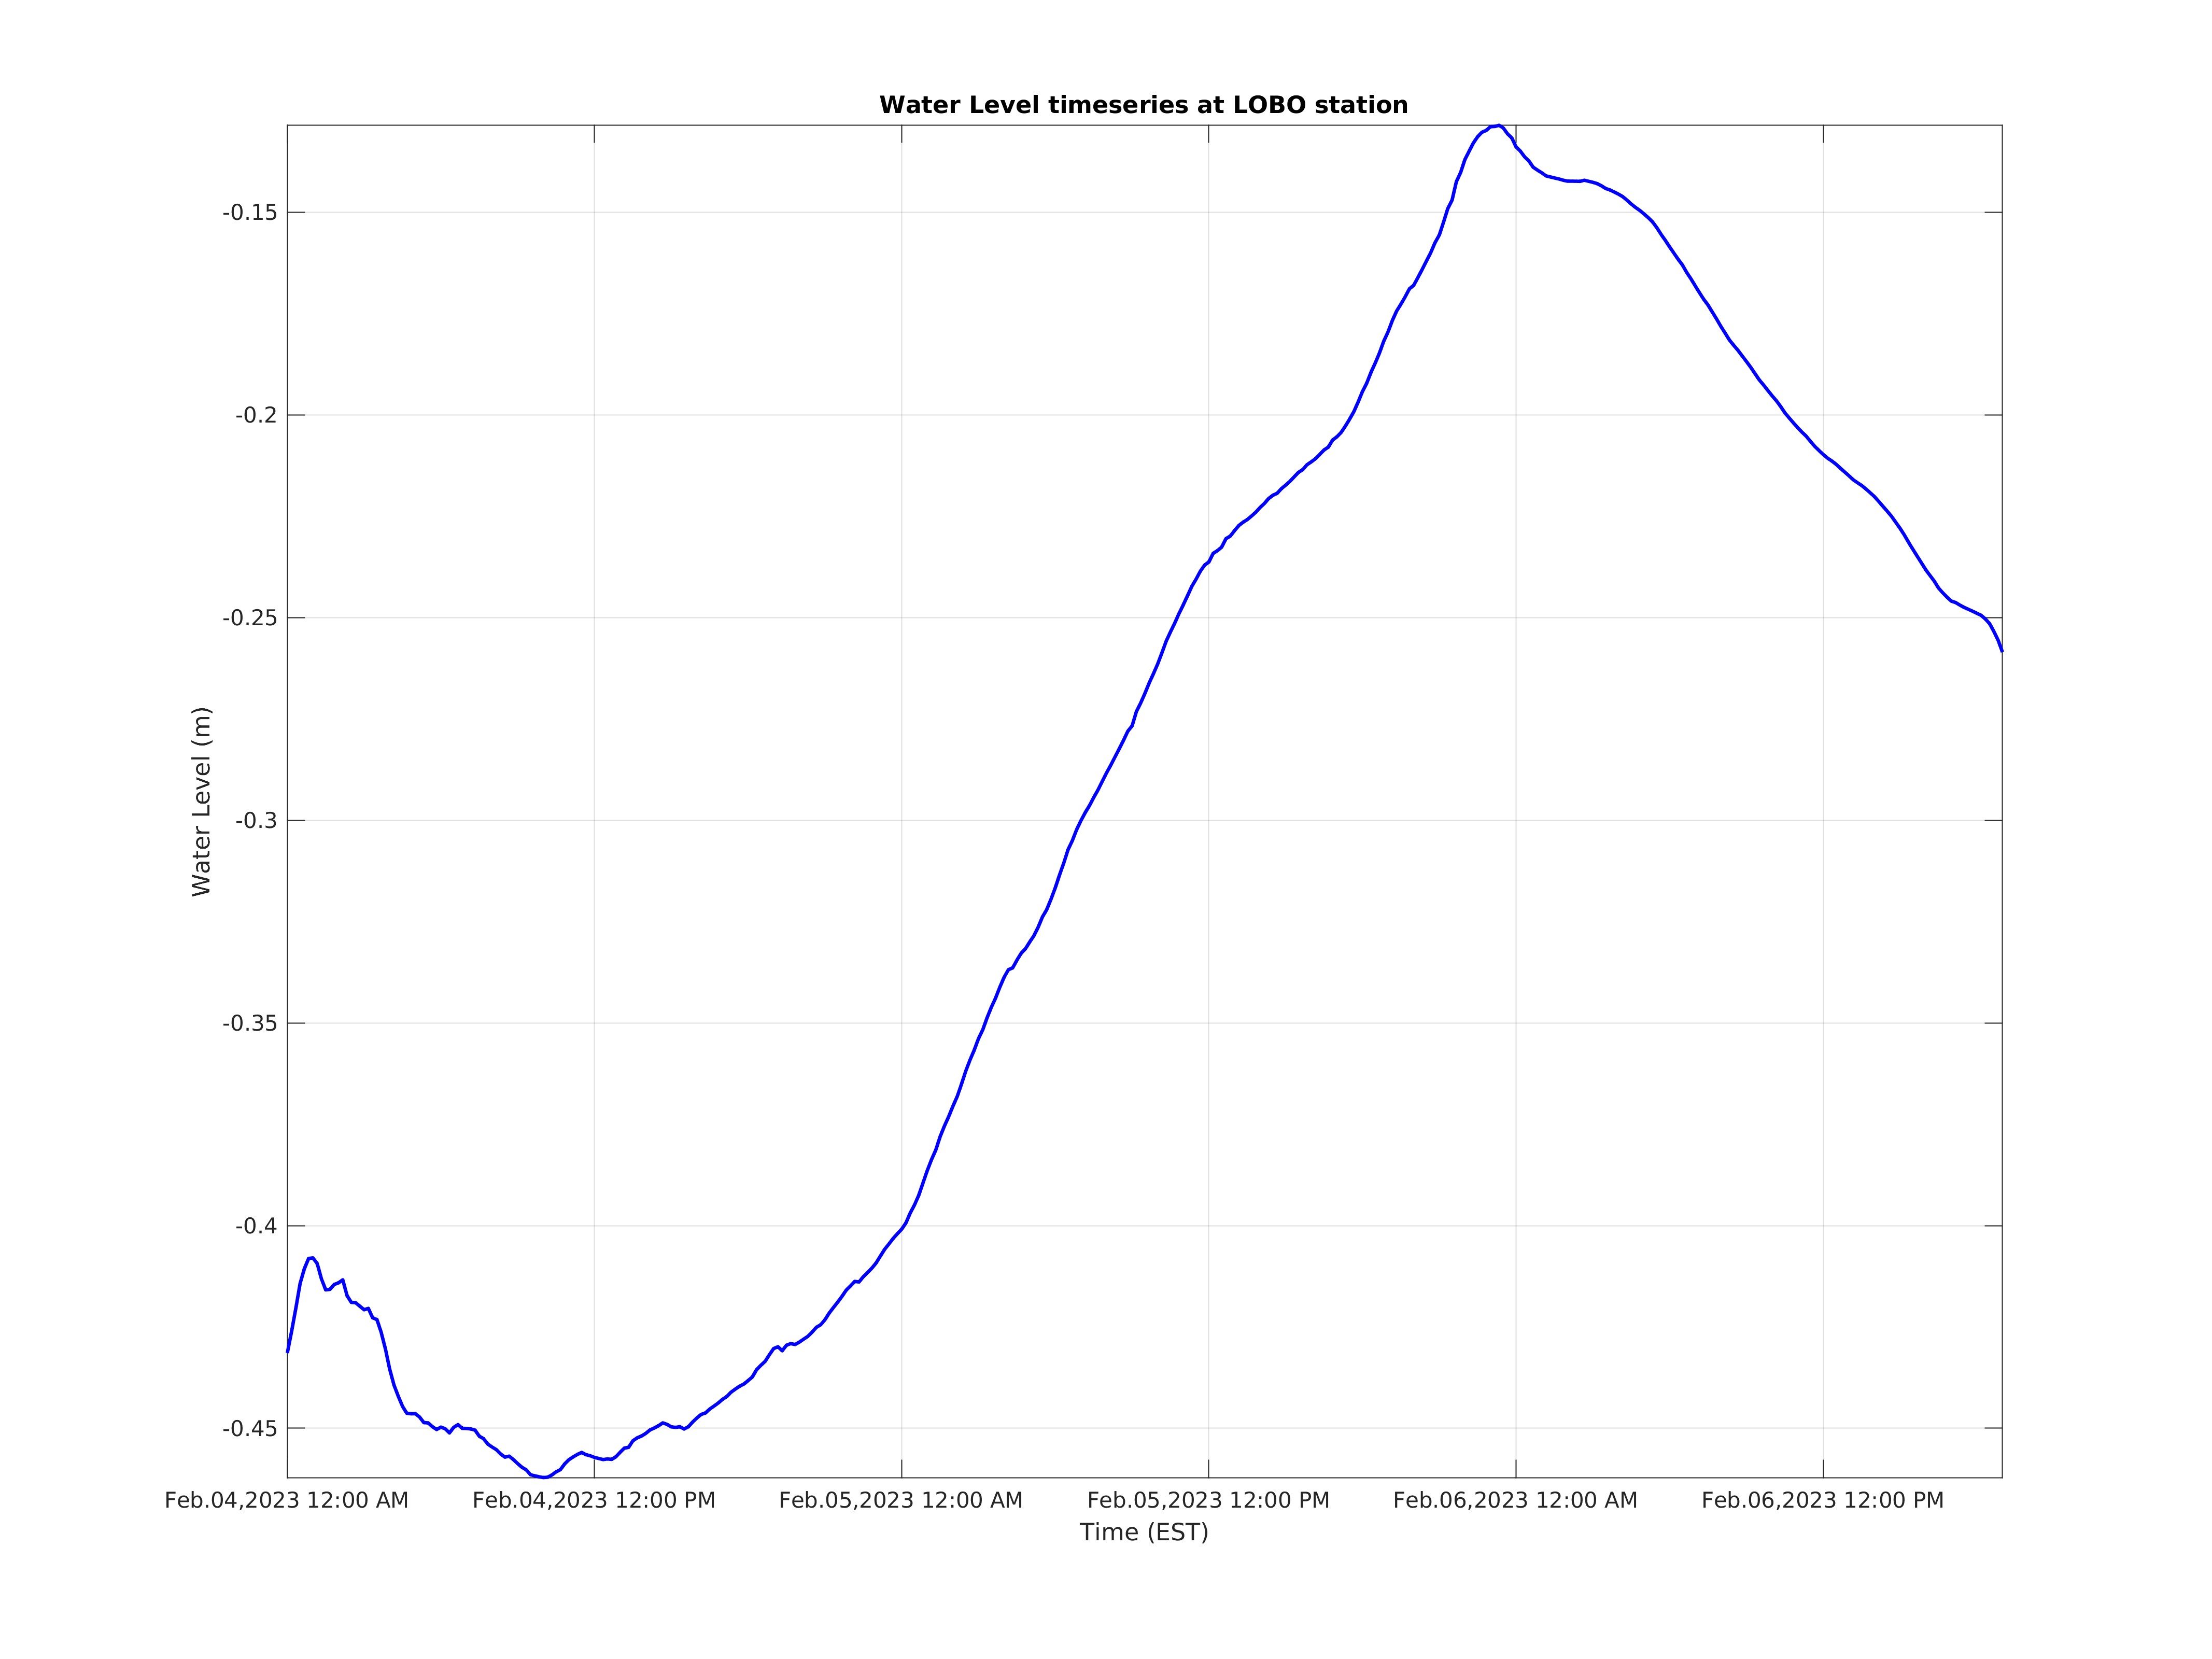 Water Level timeseries at LOBO station
-0.15
-0.2
-0.25
-0.3
-0.35
-0.4
-0.45
Water Level (m)
Feb.04,2023 12:00 AM
Feb.04,2023 12:00 PM
Feb.05,2023 12:00 AM
Feb.05,2023 12:00 PM
Feb.06,2023 12:00 AM
Feb.06,2023 12:00 PM
Time (EST)